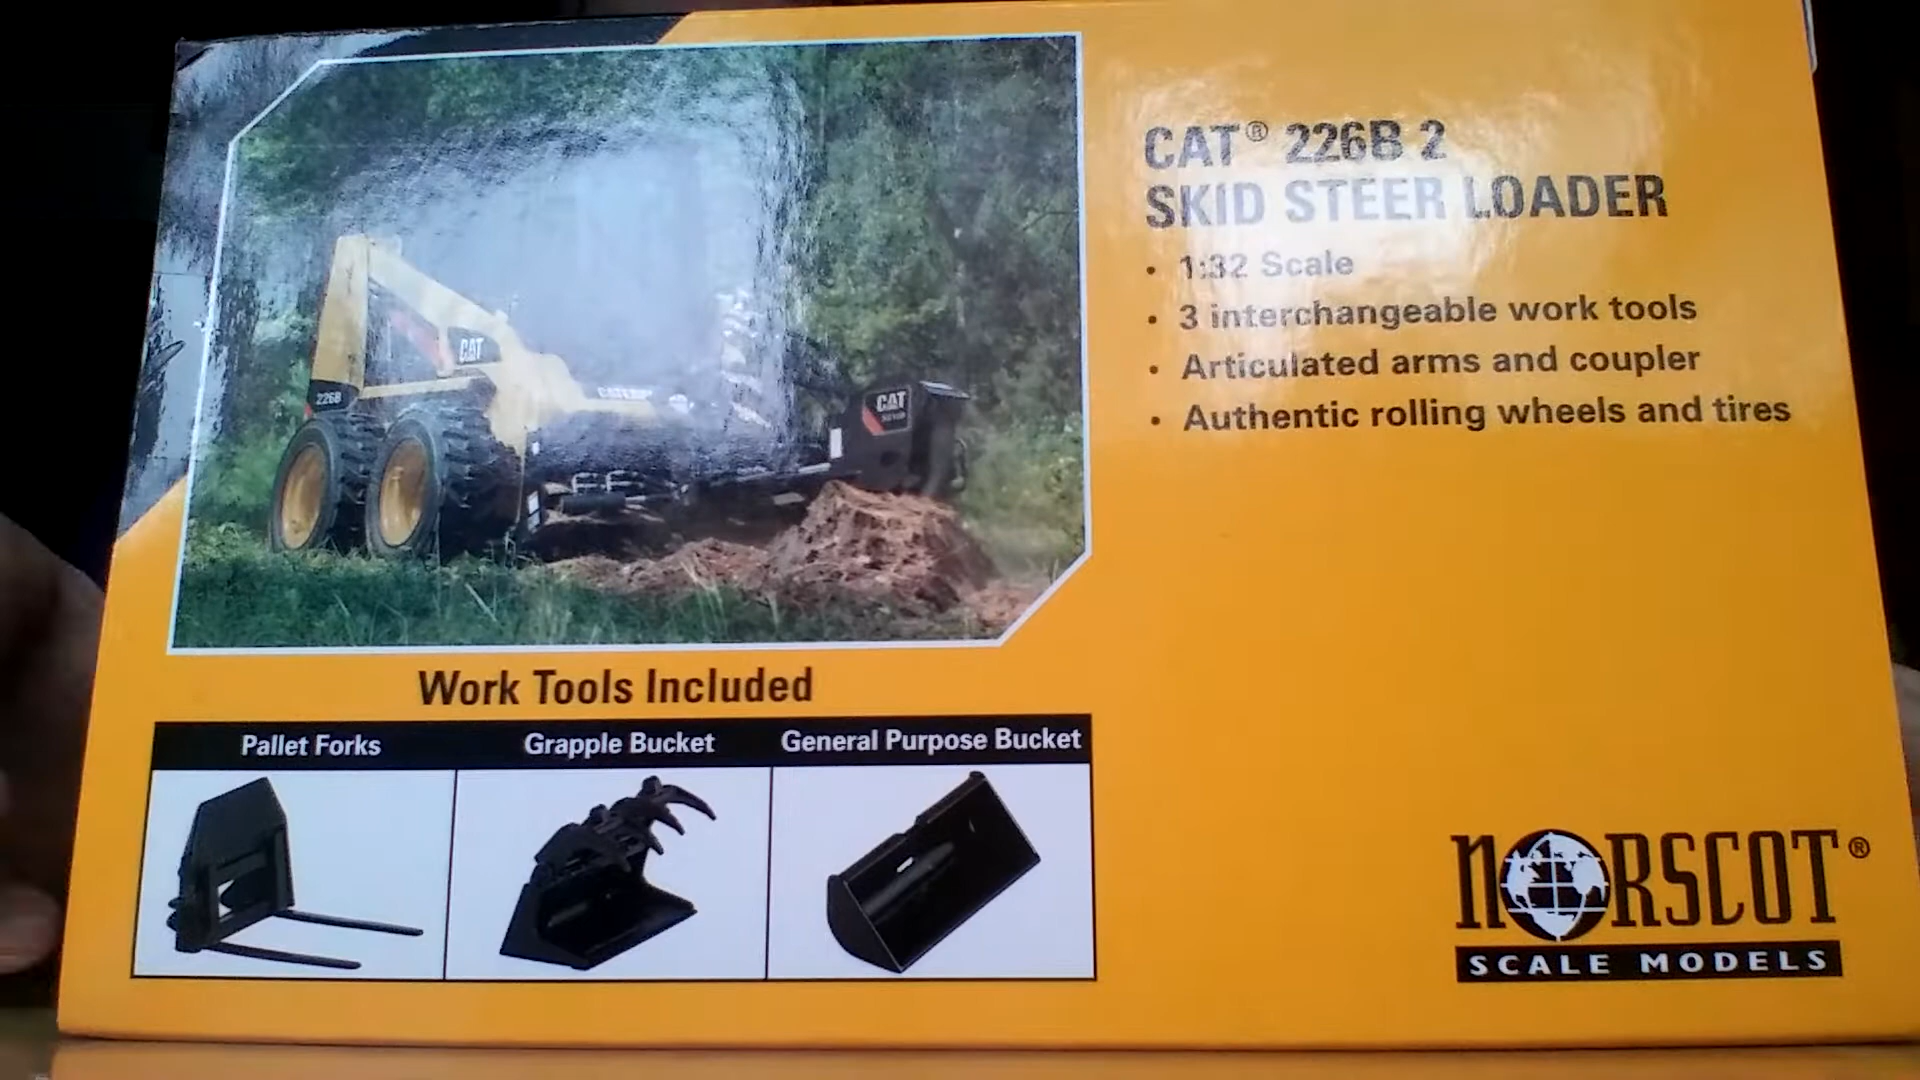 CAT® 226B 2
SKID STEER LOADER
• 1:32 Scale
• 3 interchangeable work tools
• Articulated arms and coupler
• Authentic rolling wheels and tires
CAT
226B
CAT
Work Tools Included
Pallet Forks
Grapple Bucket
General Purpose Bucket
NORSCOT®
SCALE MODELS